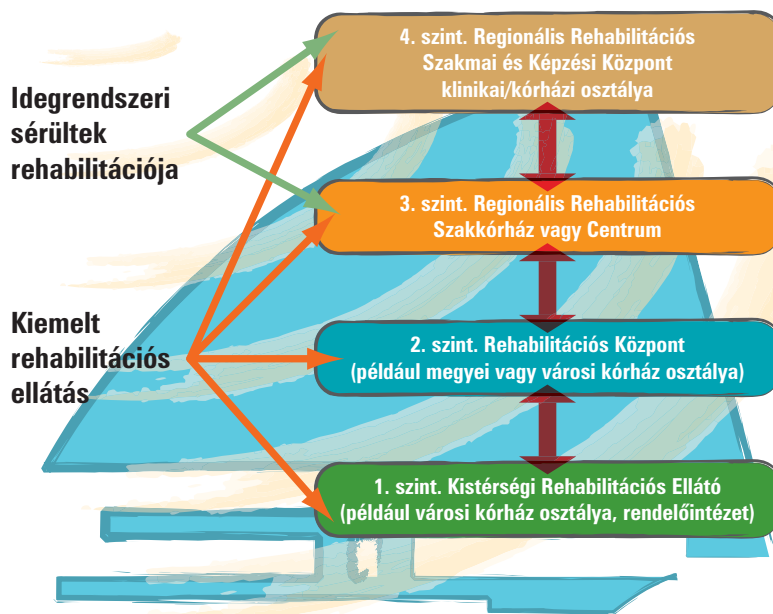 4. szint. Regionális Rehabilitációs
Szakmai és Képzési Központ
klinikai/kórházi osztálya
Idegrendszeri
sérültek
rehabilitációja
3. szint. Regionális Rehabilitációs
Szakkórház vagy Centrum
Kiemelt
rehabilitációs
ellátás
2. szint. Rehabilitációs Központ
(például megyei vagy városi kórház osztálya)
1. szint. Kistérségi Rehabilitációs Ellátó
(például városi kórház osztálya, rendelőintézet)